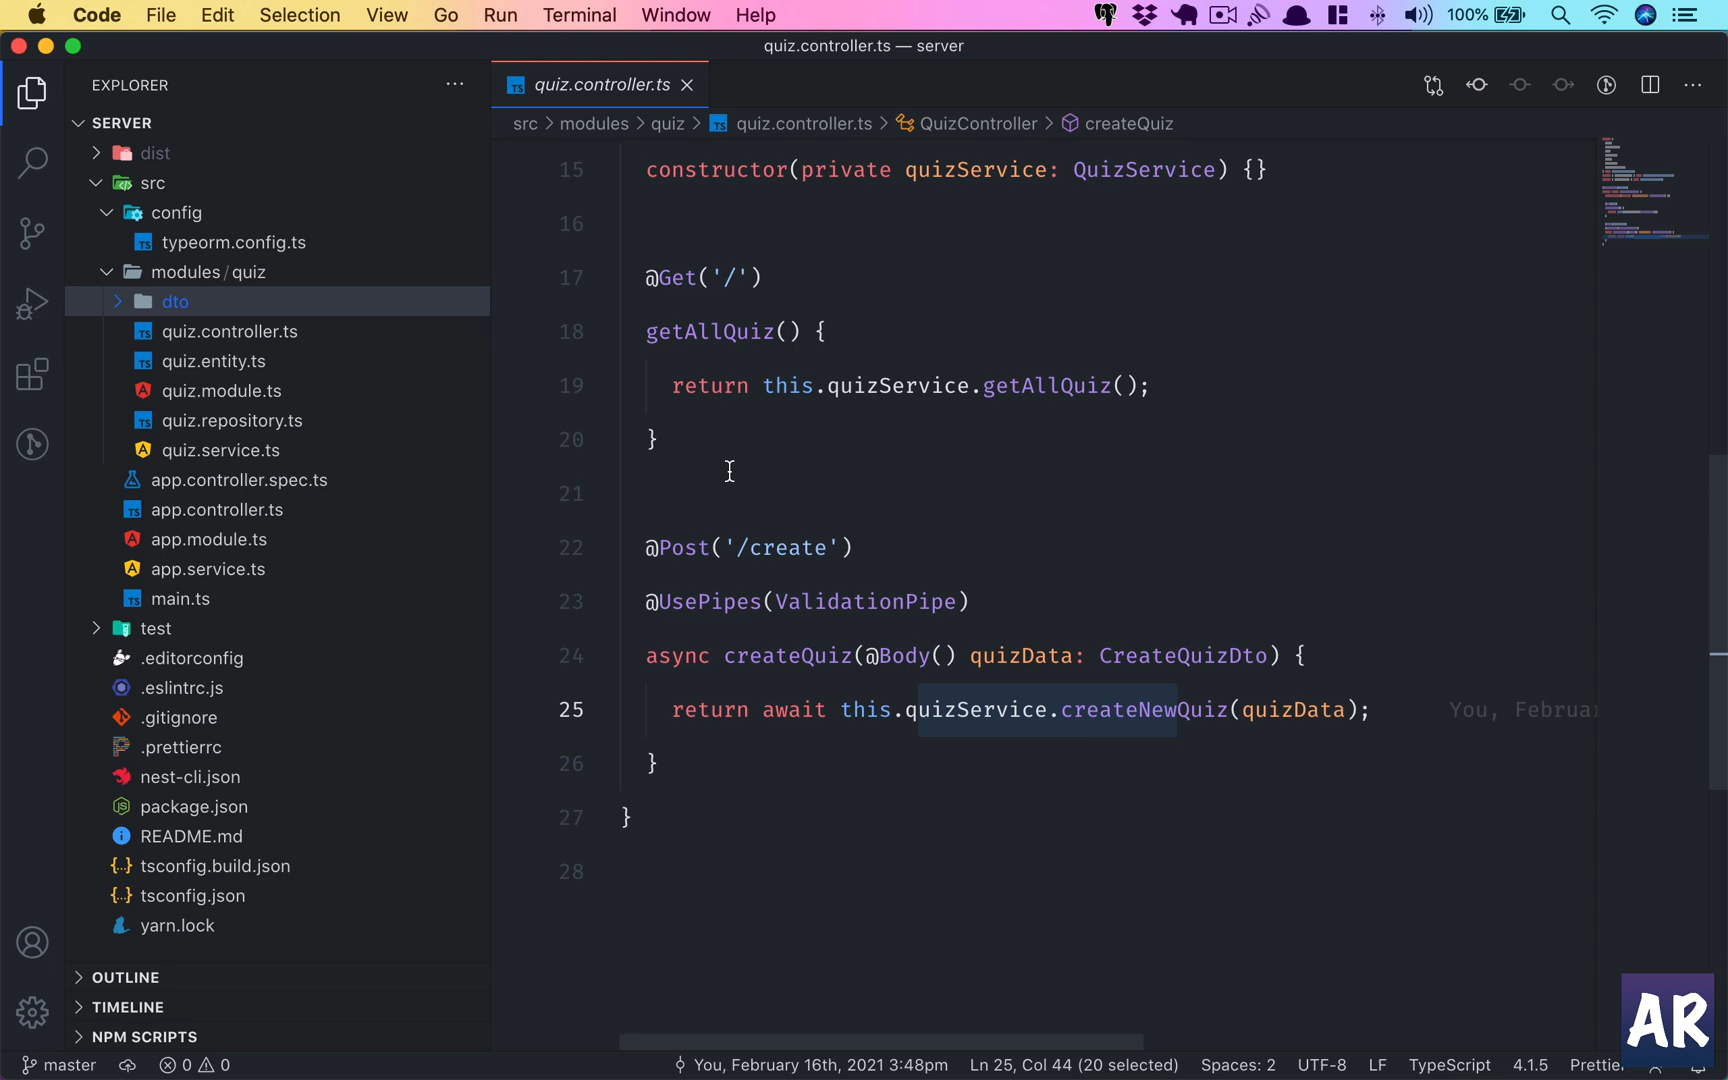 Code File Edit Selection View Go Run Terminal Window Help 100%
quiz.controller.ts — server
EXPLORER
quiz.controller.ts
SERVER
src > modules > quiz > quiz.controller.ts > QuizController > createQuiz
dist
src
config
typeorm.config.ts
modules / quiz
dto
quiz.controller.ts
quiz.entity.ts
quiz.module.ts
quiz.repository.ts
quiz.service.ts
app.controller.spec.ts
app.controller.ts
app.module.ts
app.service.ts
main.ts
test
.editorconfig
.eslintrc.js
.gitignore
.prettierrc
nest-cli.json
package.json
README.md
tsconfig.build.json
tsconfig.json
yarn.lock
OUTLINE
TIMELINE
NPM SCRIPTS
15 constructor(private quizService: QuizService) {}
16
17 @Get('/')
18 getAllQuiz() {
19 return this.quizService.getAllQuiz();
20 }
21
22 @Post('/create')
23 @UsePipes(ValidationPipe)
24 async createQuiz(@Body() quizData: CreateQuizDto) {
25 return await this.quizService.createNewQuiz(quizData); You,
26 }
27 }
28
AR
master 0 0 You, February 16th, 2021 3:48pm Ln 25, Col 44 (20 selected) Spaces: 2 UTF-8 LF TypeScript 4.1.5